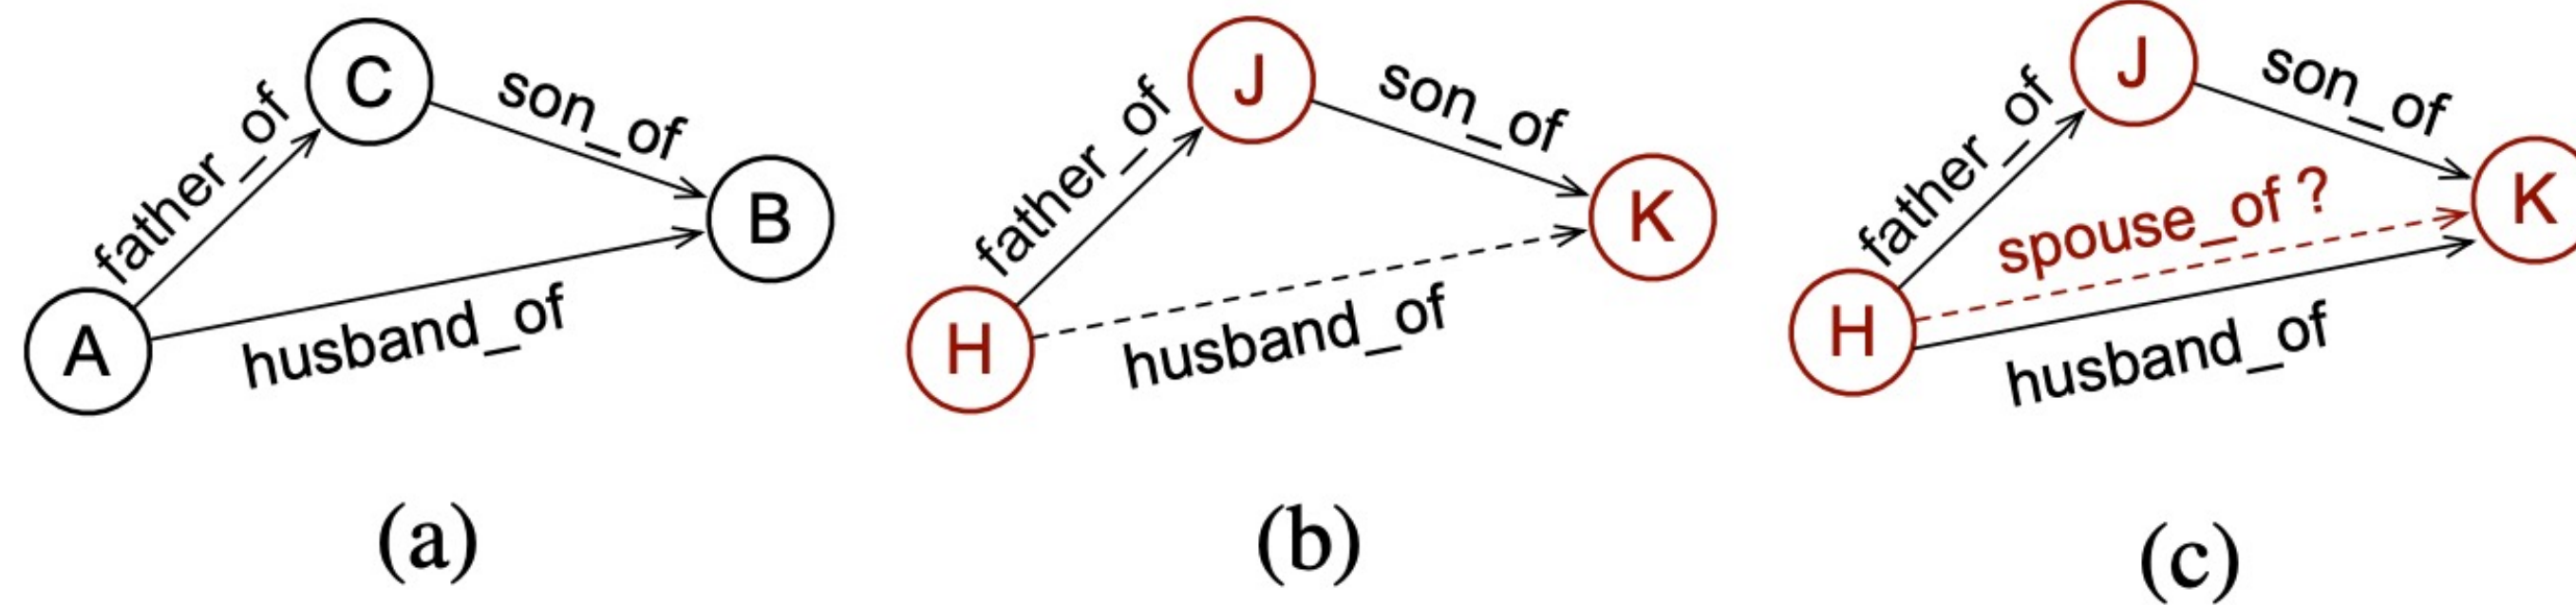 C
father_of
son_of
B
A
husband_of
(a)
J
father_of
son_of
K
H
husband_of
(b)
J
father_of
son_of
spouse_of ?
K
H
husband_of
(c)